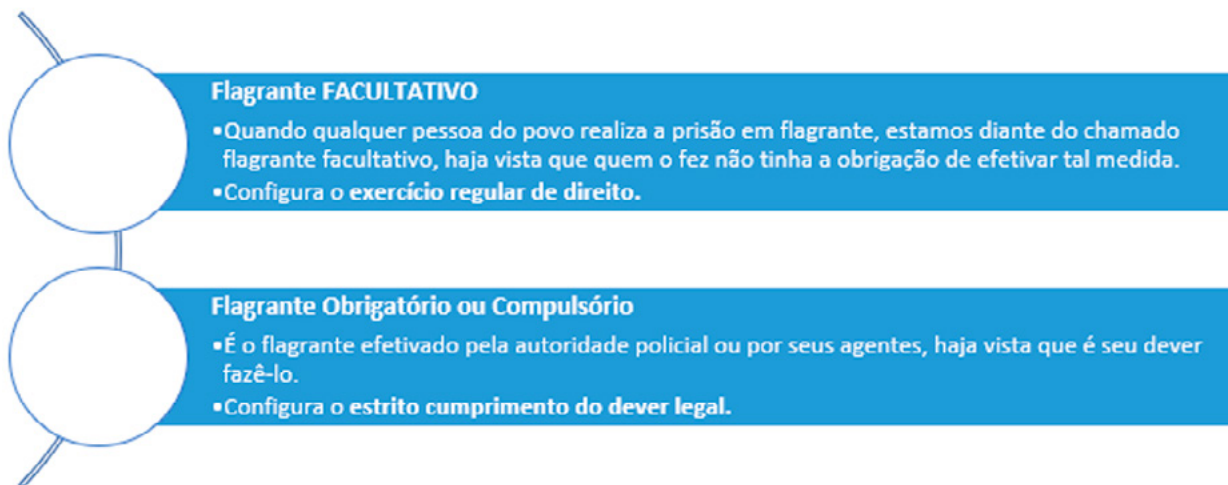 Flagrante FACULTATIVO
▪Quando qualquer pessoa do povo realiza a prisão em flagrante, estamos diante do chamado
flagrante facultativo, haja vista que quem o fez não tinha a obrigação de efetivar tal medida.
▪Configura o exercício regular de direito.
Flagrante Obrigatório ou Compulsório
▪É o flagrante efetivado pela autoridade policial ou por seus agentes, haja vista que é seu dever
fazê-lo.
▪Configura o estrito cumprimento do dever legal.